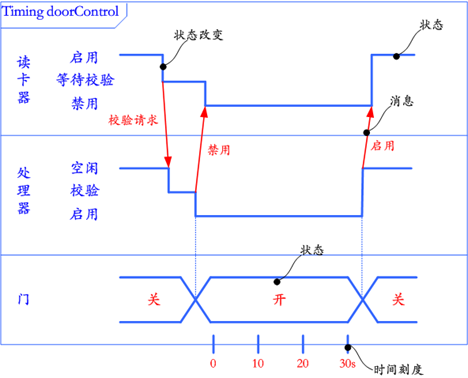 Timing doorControl
状态改变
状态
读卡器
启用
等待校验
禁用
校验请求
禁用
消息
启用
处理器
空闲
校验
启用
状态
门
关
开
关
0
10
20
30s
时间刻度